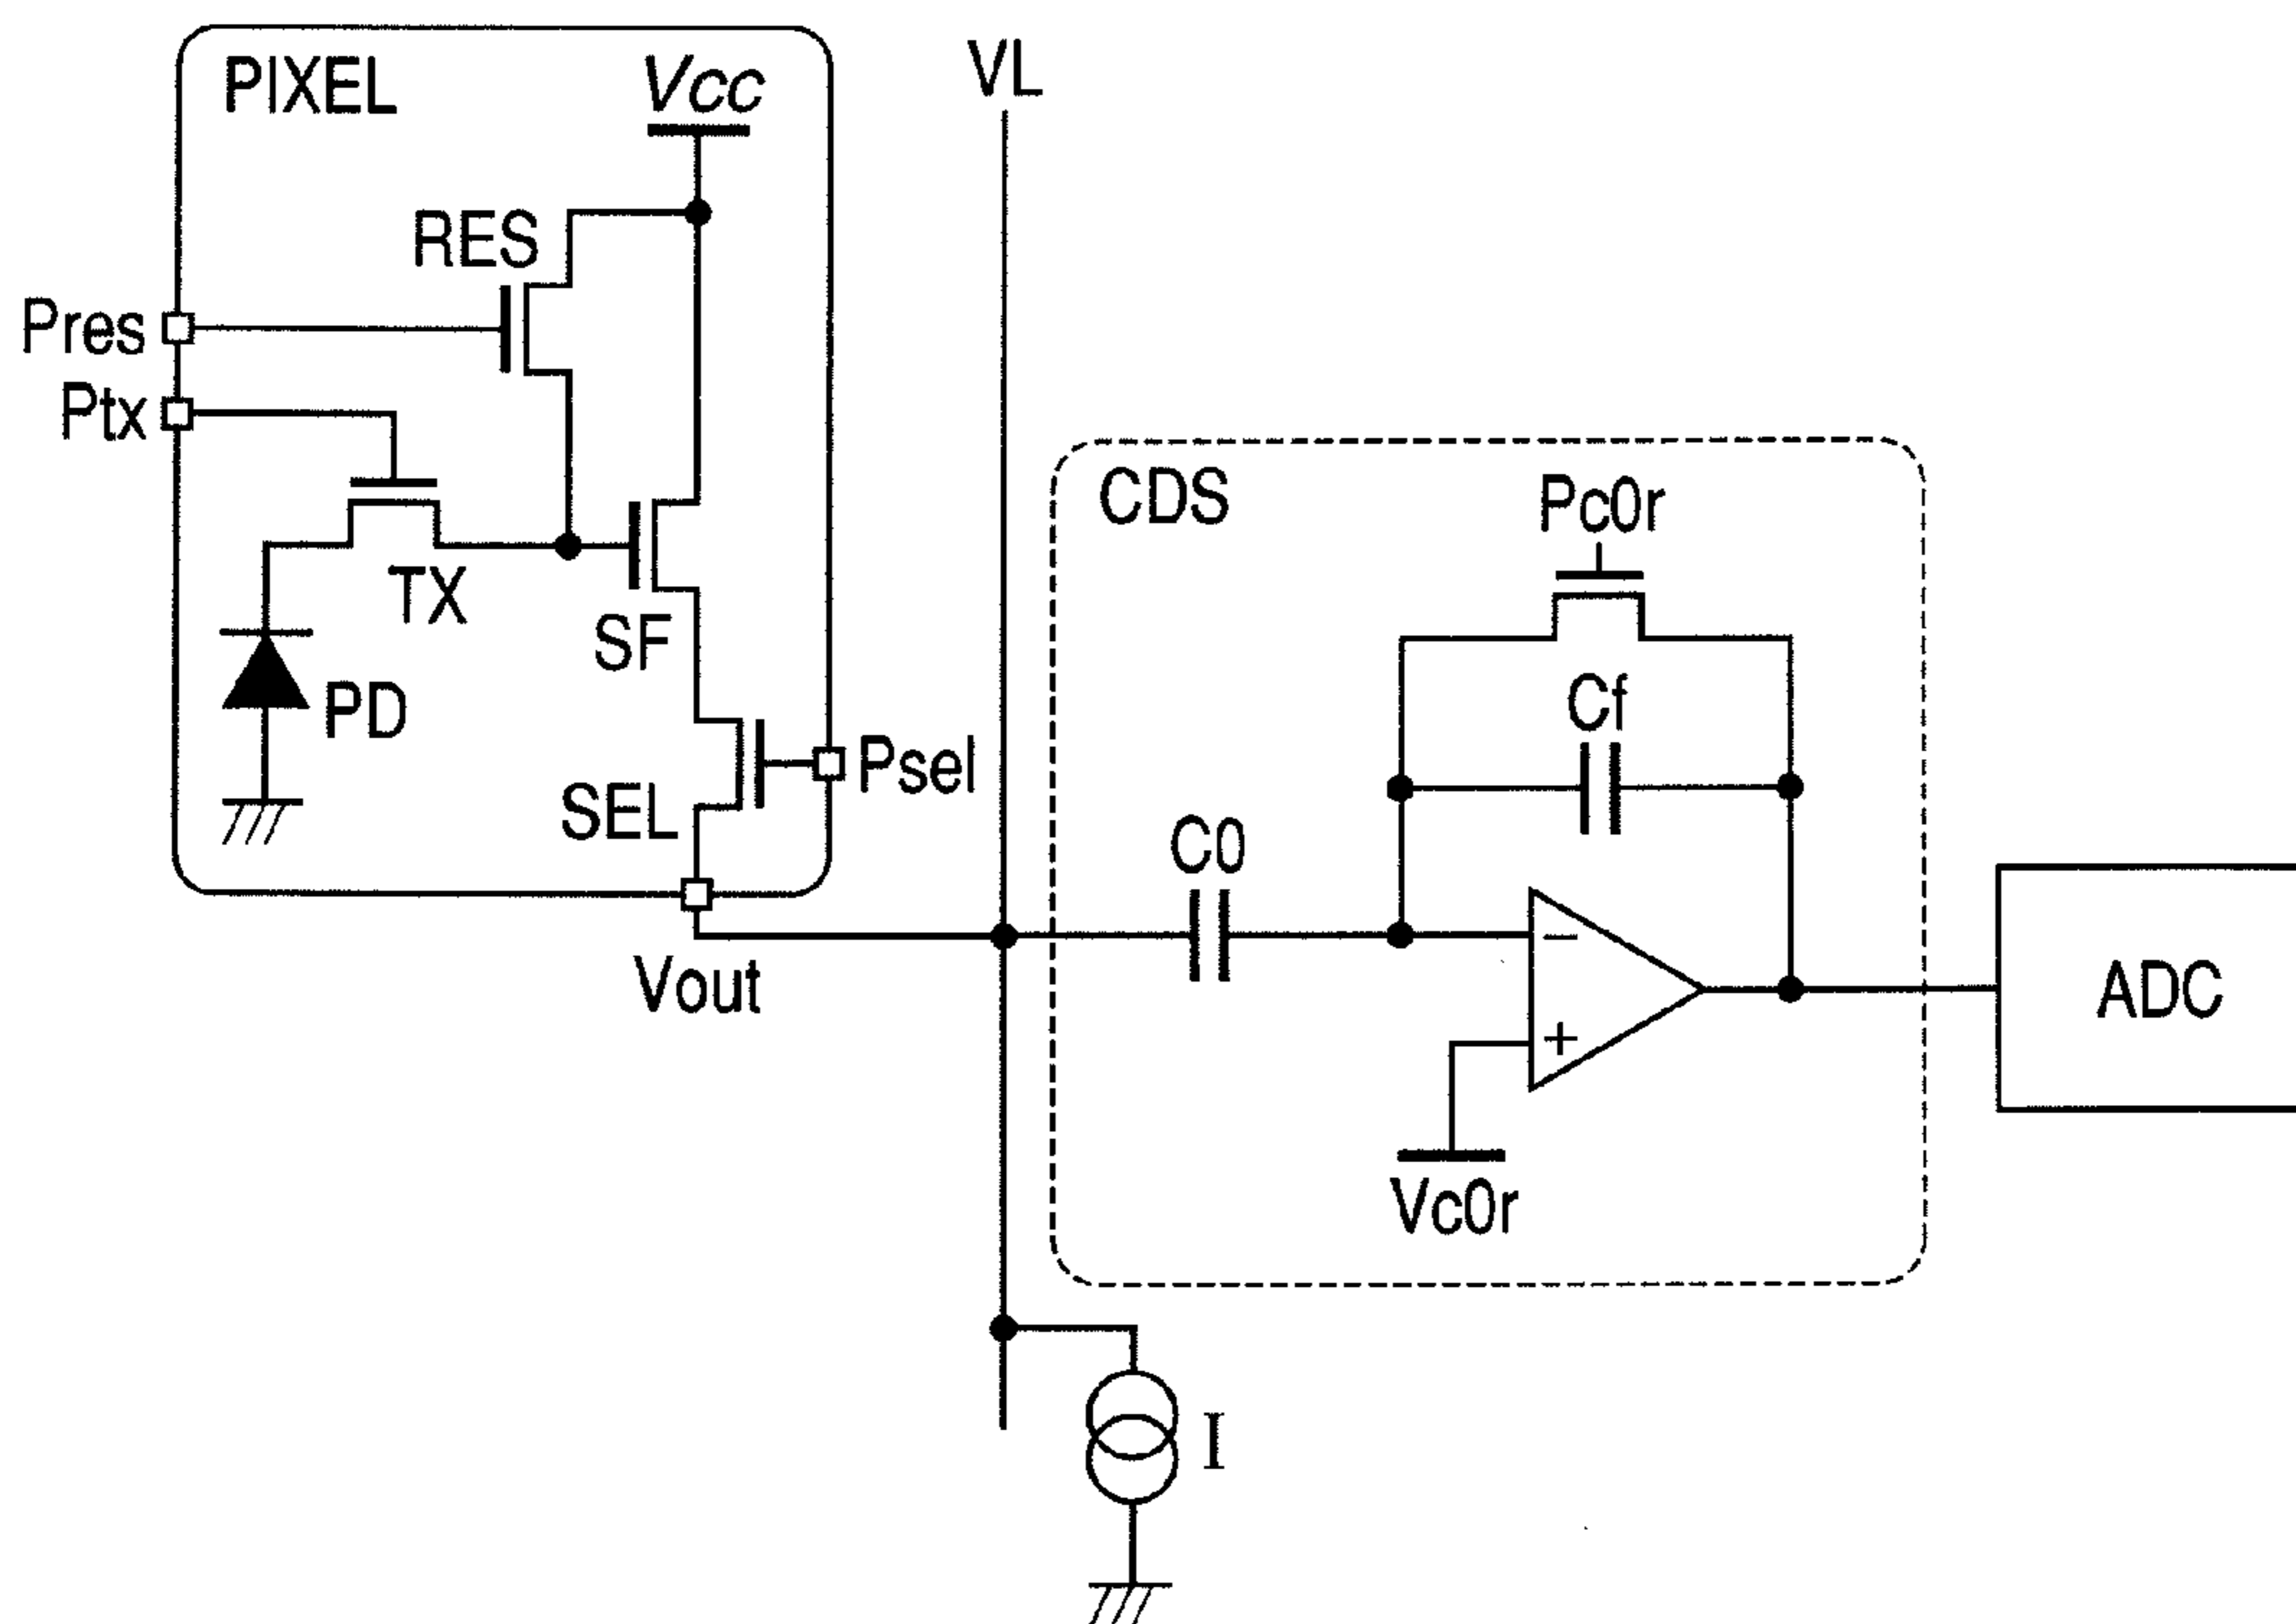 PIXEL
Vcc
VL
RES
Pres
Ptx
TX
SF
PD
SEL
Psel
Vout
CDS
Pc0r
Cf
C0
−
+
Vc0r
ADC
I